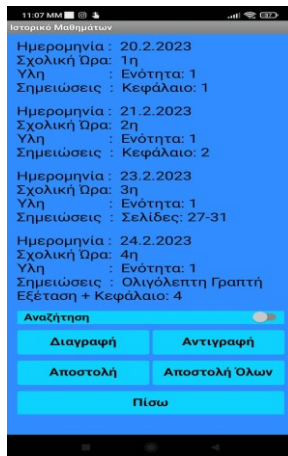 11:07 MM
Ιστορικό Μαθημάτων
Ημερομηνία : 20.2.2023
Σχολική Ώρα: 1η
Υλη : Ενότητα: 1
Σημειώσεις : Κεφάλαιο: 1
Ημερομηνία : 21.2.2023
Σχολική Ώρα: 2η
Υλη : Ενότητα: 1
Σημειώσεις : Κεφάλαιο: 2
Ημερομηνία : 23.2.2023
Σχολική Ώρα: 3η
Υλη : Ενότητα: 1
Σημειώσεις : Σελίδες: 27-31
Ημερομηνία : 24.2.2023
Σχολική Ώρα: 4η
Υλη : Ενότητα: 1
Σημειώσεις : Ολιγόλεπτη Γραπτή
Εξέταση + Κεφάλαιο: 4
Αναζήτηση
Διαγραφή Αντιγραφή
Αποστολή Αποστολή Όλων
Πίσω